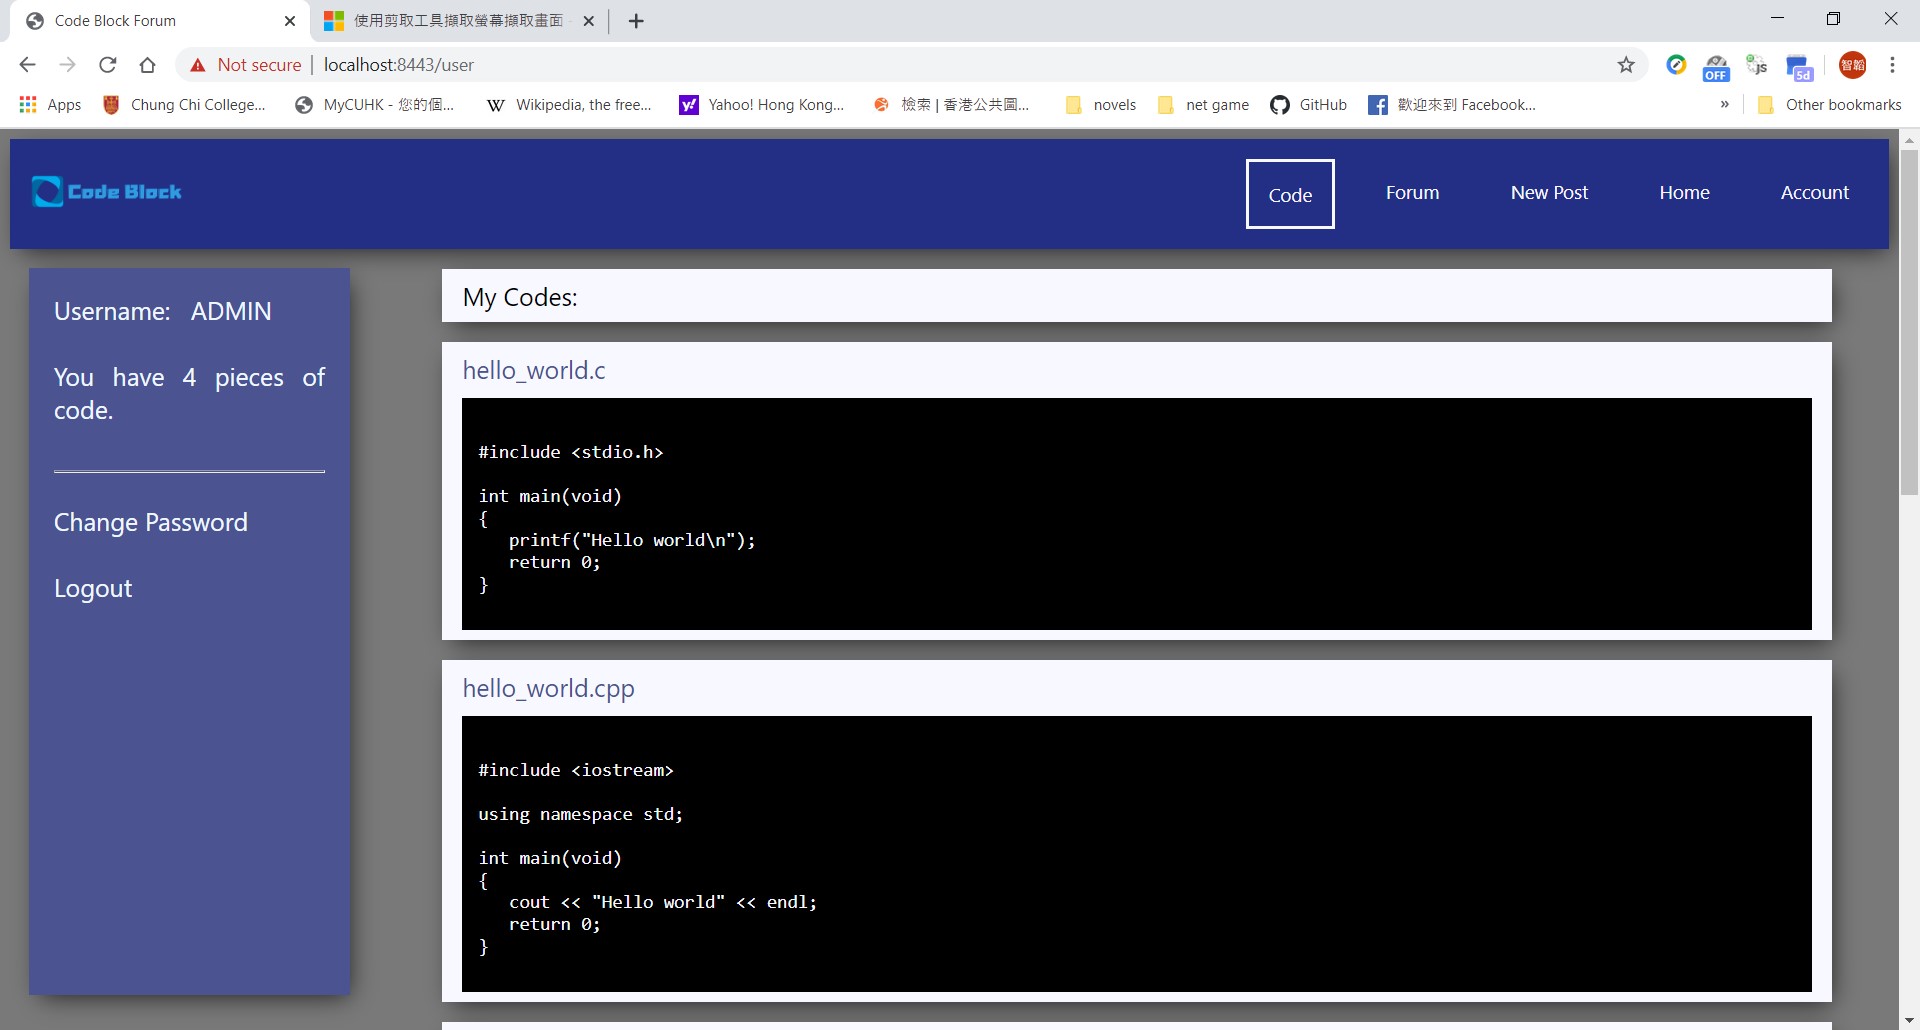 Code Block Forum
使用剪取工具擷取螢幕擷取畫面
Not secure | localhost:8443/user
OFF
js
5d
智韜
Apps
Chung Chi College...
MyCUHK - 您的個...
W Wikipedia, the free...
y! Yahoo! Hong Kong...
檢索 | 香港公共圖...
novels
net game
GitHub
歡迎來到 Facebook...
»
Other bookmarks
Code Block
Code
Forum
New Post
Home
Account
Username: ADMIN
You have 4 pieces of
code.
Change Password
Logout
My Codes:
hello_world.c
#include <stdio.h>
int main(void)
{
printf("Hello world\n");
return 0;
}
hello_world.cpp
#include <iostream>
using namespace std;
int main(void)
{
cout << "Hello world" << endl;
return 0;
}